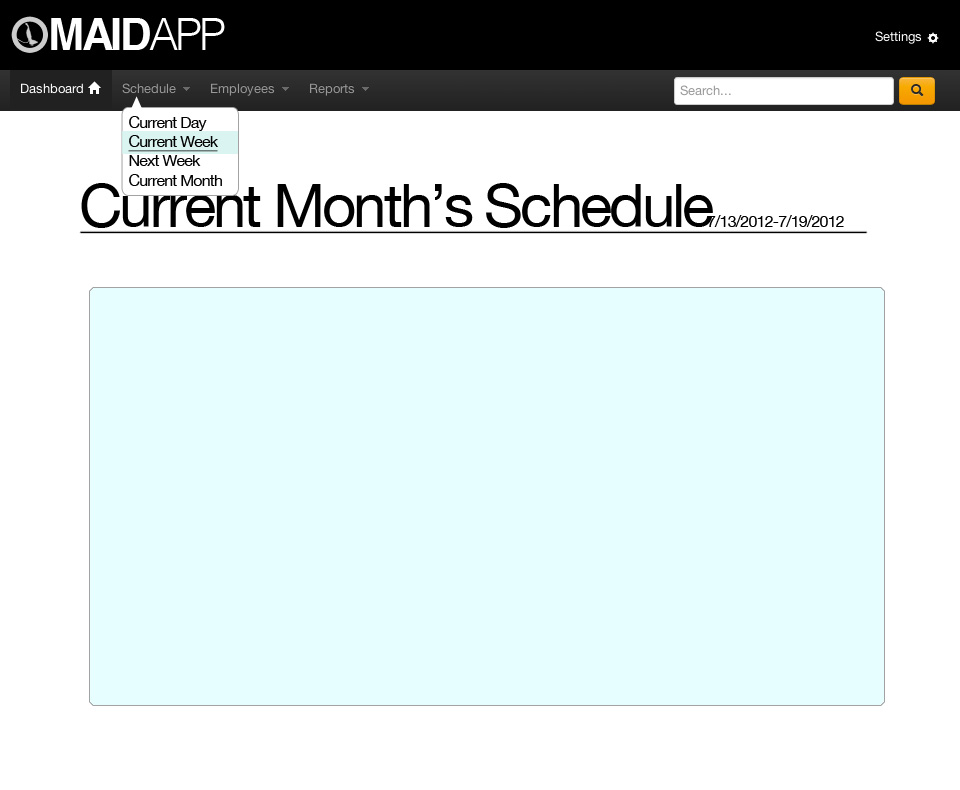 MAIDAPP
Settings
Dashboard Schedule Employees Reports Search...
Current Day
Current Week
Next Week
Current Month
Current Month’s Schedule 7/13/2012-7/19/2012